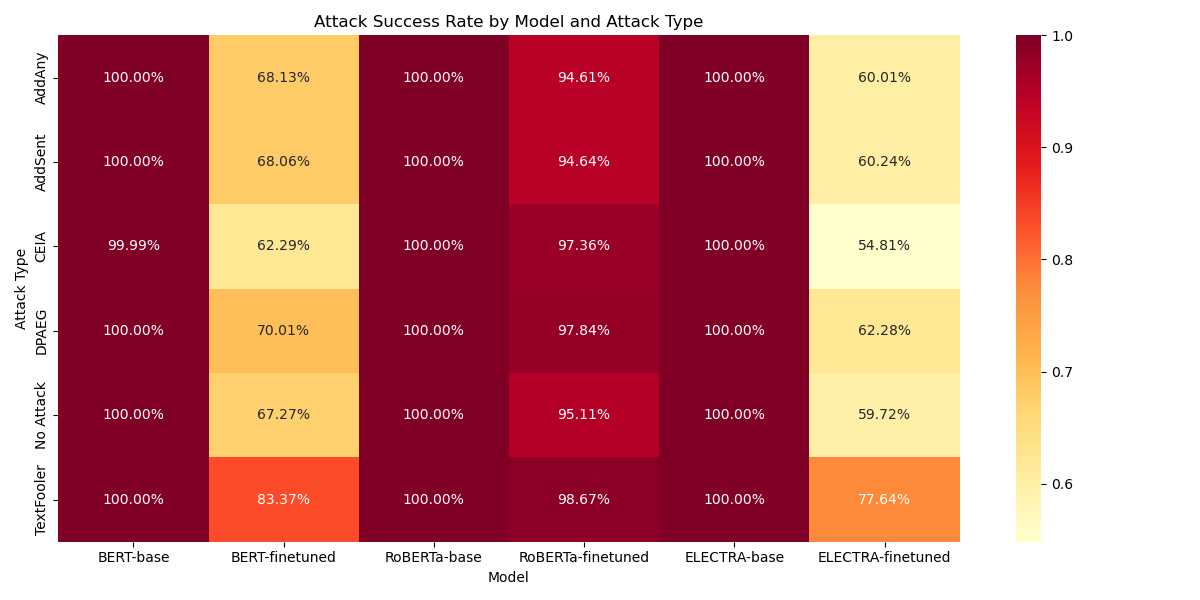 Attack Success Rate by Model and Attack Type
Attack Type
AddAny 100.00% 68.13% 100.00% 94.61% 100.00% 60.01%
AddSent 100.00% 68.06% 100.00% 94.64% 100.00% 60.24%
CEIA 99.99% 62.29% 100.00% 97.36% 100.00% 54.81%
DPAEG 100.00% 70.01% 100.00% 97.84% 100.00% 62.28%
No Attack 100.00% 67.27% 100.00% 95.11% 100.00% 59.72%
TextFooler 100.00% 83.37% 100.00% 98.67% 100.00% 77.64%
BERT-base BERT-finetuned RoBERTa-base RoBERTa-finetuned ELECTRA-base ELECTRA-finetuned
Model
1.0
0.9
0.8
0.7
0.6